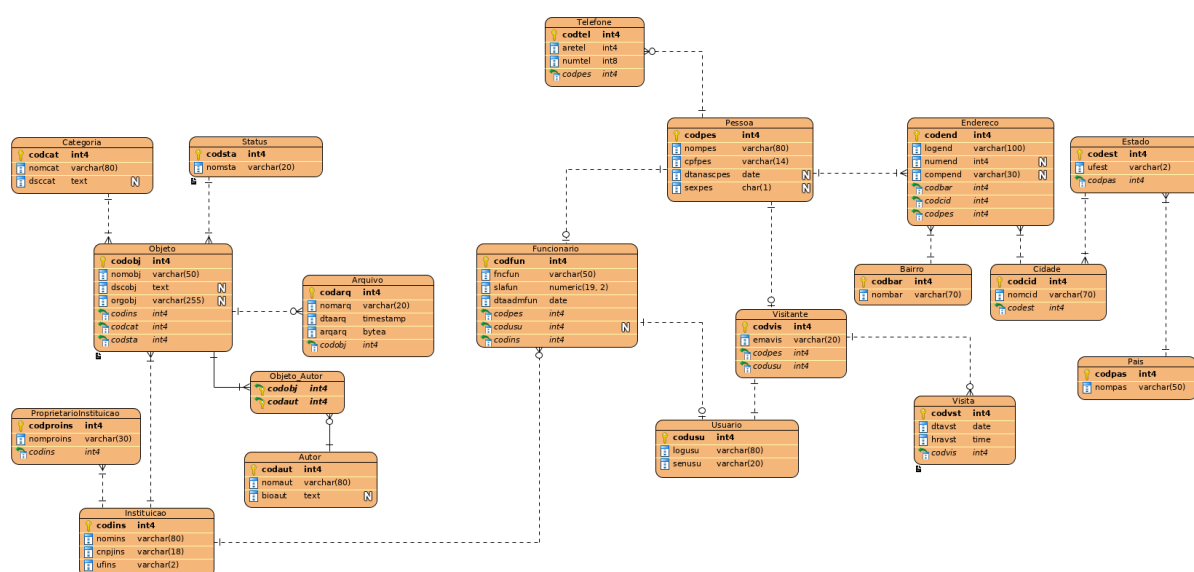 Telefone
codtel int4
aretel int4
numtel int8
codpes int4
Categoria
codcat int4
nomcat varchar(80)
dsccat text N
Status
codsta int4
nomsta varchar(20)
Pessoa
codpes int4
nompes varchar(80)
cpfpes varchar(14)
dtanascpes date N
sexpes char(1) N
Endereco
codend int4
logend varchar(100)
numend int4 N
compend varchar(30) N
codbar int4
codcid int4
codpes int4
Estado
codest int4
ufest varchar(2)
codpas int4
Objeto
codobj int4
nomobj varchar(50)
dscobj text N
orgobj varchar(255) N
codins int4
codcat int4
codsta int4
Arquivo
codarq int4
nomarq varchar(20)
dtaarq timestamp
arqarq bytea
codobj int4
Funcionario
codfun int4
fncfun varchar(50)
slafun numeric(19, 2)
dtaadmfun date
codpes int4
codusu int4 N
codins int4
Bairro
codbar int4
nombar varchar(70)
Cidade
codcid int4
nomcid varchar(70)
codest int4
Visitante
codvis int4
emavis varchar(20)
codpes int4
codusu int4
Pais
codpas int4
nompas varchar(50)
Objeto_Autor
codobj int4
codaut int4
ProprietarioInstituicao
codproins int4
nomproins varchar(30)
codins int4
Visita
codvst int4
dtavst date
hravst time
codvis int4
Usuario
codusu int4
logusu varchar(80)
senusu varchar(20)
Autor
codaut int4
nomaut varchar(80)
bioaut text N
Instituicao
codins int4
nomins varchar(80)
cnpjins varchar(18)
ufins varchar(2)